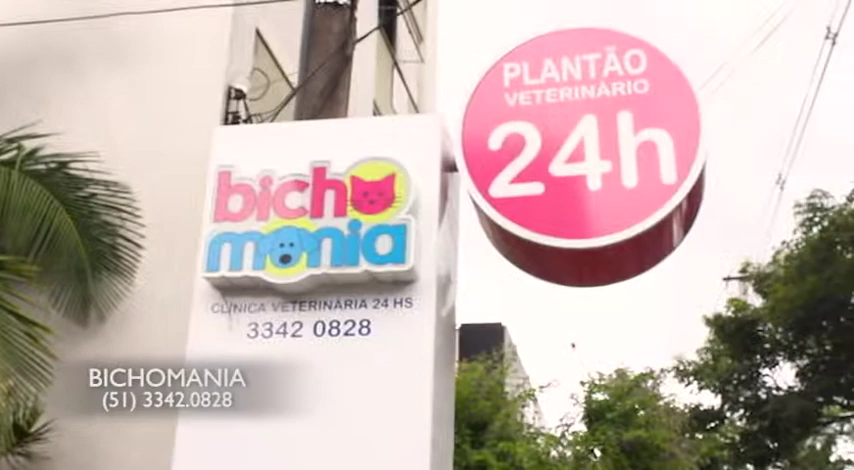 PLANTÃO
VETERINÁRIO
24h
bicho
mania
CLÍNICA VETERINÁRIA 24 HS
3342 0828
BICHOMANIA
(51) 3342.0828